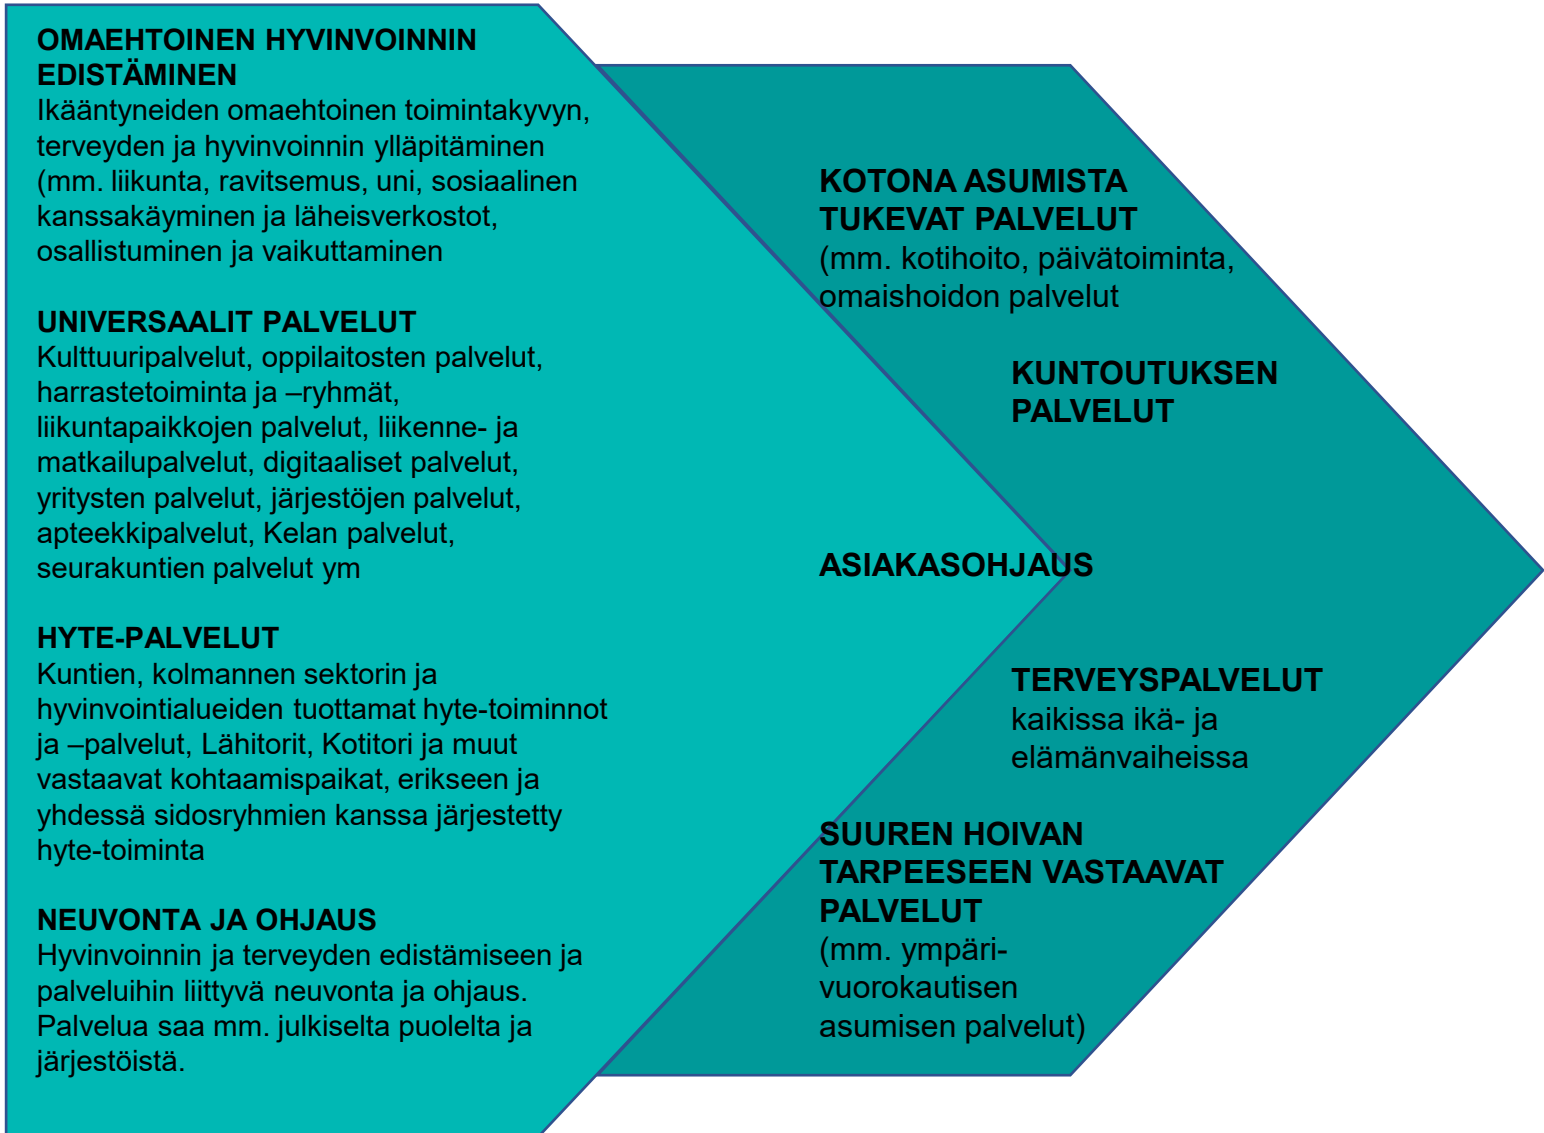 OMAEHTOINEN HYVINVOINNIN
EDISTÄMINEN
Ikääntyneiden omaehtoinen toimintakyvyn,
terveyden ja hyvinvoinnin ylläpitäminen
(mm. liikunta, ravitsemus, uni, sosiaalinen
kanssakäyminen ja läheisverkostot,
osallistuminen ja vaikuttaminen
UNIVERSAALIT PALVELUT
Kulttuuripalvelut, oppilaitosten palvelut,
harrastetoiminta ja –ryhmät,
liikuntapaikkojen palvelut, liikenne- ja
matkailupalvelut, digitaaliset palvelut,
yritysten palvelut, järjestöjen palvelut,
apteekkipalvelut, Kelan palvelut,
seurakuntien palvelut ym
HYTE-PALVELUT
Kuntien, kolmannen sektorin ja
hyvinvointialueiden tuottamat hyte-toiminnot
ja –palvelut, Lähitorit, Kotitori ja muut
vastaavat kohtaamispaikat, erikseen ja
yhdessä sidosryhmien kanssa järjestetty
hyte-toiminta
NEUVONTA JA OHJAUS
Hyvinvoinnin ja terveyden edistämiseen ja
palveluihin liittyvä neuvonta ja ohjaus.
Palvelua saa mm. julkiselta puolelta ja
järjestöistä.
KOTONA ASUMISTA
TUKEVAT PALVELUT
(mm. kotihoito, päivätoiminta,
omaishoidon palvelut
KUNTOUTUKSEN
PALVELUT
ASIAKASOHJAUS
TERVEYSPALVELUT
kaikissa ikä- ja
elämänvaiheissa
SUUREN HOIVAN
TARPEESEEN VASTAAVAT
PALVELUT
(mm. ympäri-
vuorokautisen
asumisen palvelut)